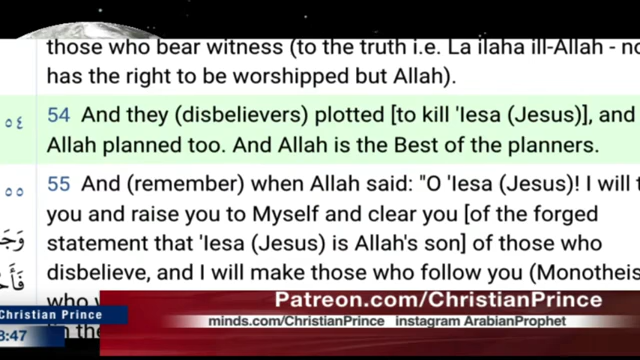 those who bear witness (to the truth i.e. La ilaha ill-Allah -
has the right to be worshipped but Allah).
٥٤
54 And they (disbelievers) plotted [to kill 'Iesa (Jesus)], and
Allah planned too. And Allah is the Best of the planners.
٥٥
55 And (remember) when Allah said: "O 'Iesa (Jesus)! I will
you and raise you to Myself and clear you [of the forged
statement that 'Iesa (Jesus) is Allah's son] of those who
disbelieve, and I will make those who follow you
Patreon.com/ChristianPrince
Christian Prince
minds.com/ChristianPrince instagram ArabianProphet
8:47
the